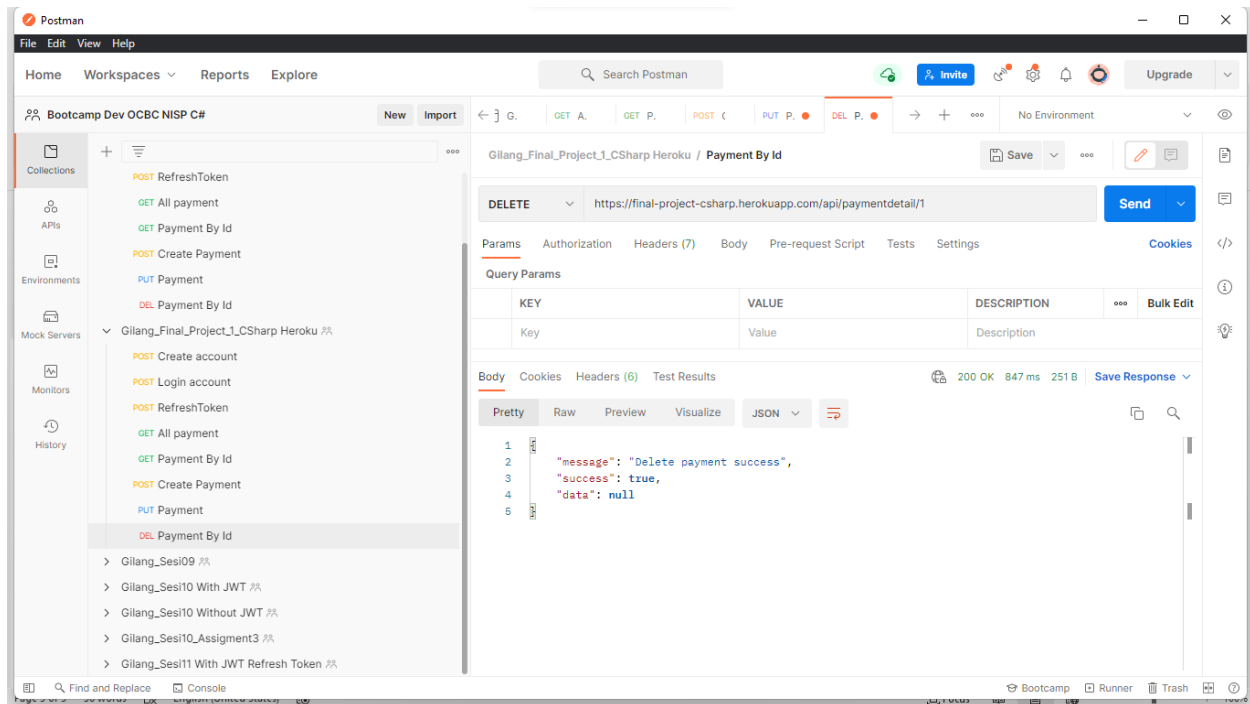 Postman
File Edit View Help
Home Workspaces Reports Explore
Search Postman
Invite
Upgrade
Bootcamp Dev OCBC NISP C#
New Import
G. GET A. GET P. POST ( PUT P. DEL P.
No Environment
Collections
APIs
Environments
Mock Servers
Monitors
History
POST RefreshToken
GET All payment
GET Payment By Id
POST Create Payment
PUT Payment
DEL Payment By Id
Gilang_Final_Project_1_CSharp Heroku
POST Create account
POST Login account
POST RefreshToken
GET All payment
GET Payment By Id
POST Create Payment
PUT Payment
DEL Payment By Id
Gilang_Sesi09
Gilang_Sesi10 With JWT
Gilang_Sesi10 Without JWT
Gilang_Sesi10_Assigment3
Gilang_Sesi11 With JWT Refresh Token
Gilang_Final_Project_1_CSharp Heroku / Payment By Id
Save
DELETE https://final-project-csharp.herokuapp.com/api/paymentdetail/1 Send
Params Authorization Headers (7) Body Pre-request Script Tests Settings Cookies
Query Params
KEY VALUE DESCRIPTION Bulk Edit
Key Value Description
Body Cookies Headers (6) Test Results 200 OK 847 ms 251 B Save Response
Pretty Raw Preview Visualize JSON
1 {
2 "message": "Delete payment success",
3 "success": true,
4 "data": null
5 }
Find and Replace Console
Bootcamp Runner Trash